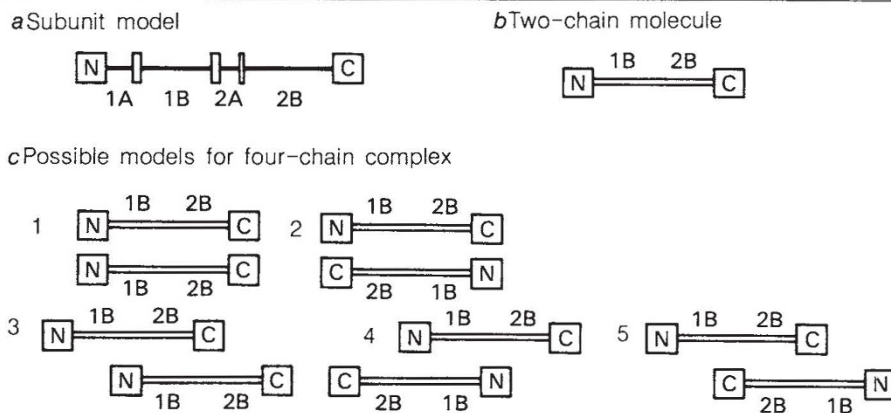 a Subunit model
N C
1A 1B 2A 2B
b Two-chain molecule
1B 2B
N C
c Possible models for four-chain complex
1
1B 2B
N C
N C
1B 2B
2
1B 2B
N C
C N
2B 1B
3
1B 2B
N C
N C
1B 2B
4
1B 2B
N C
C N
2B 1B
5
1B 2B
N C
C N
2B 1B